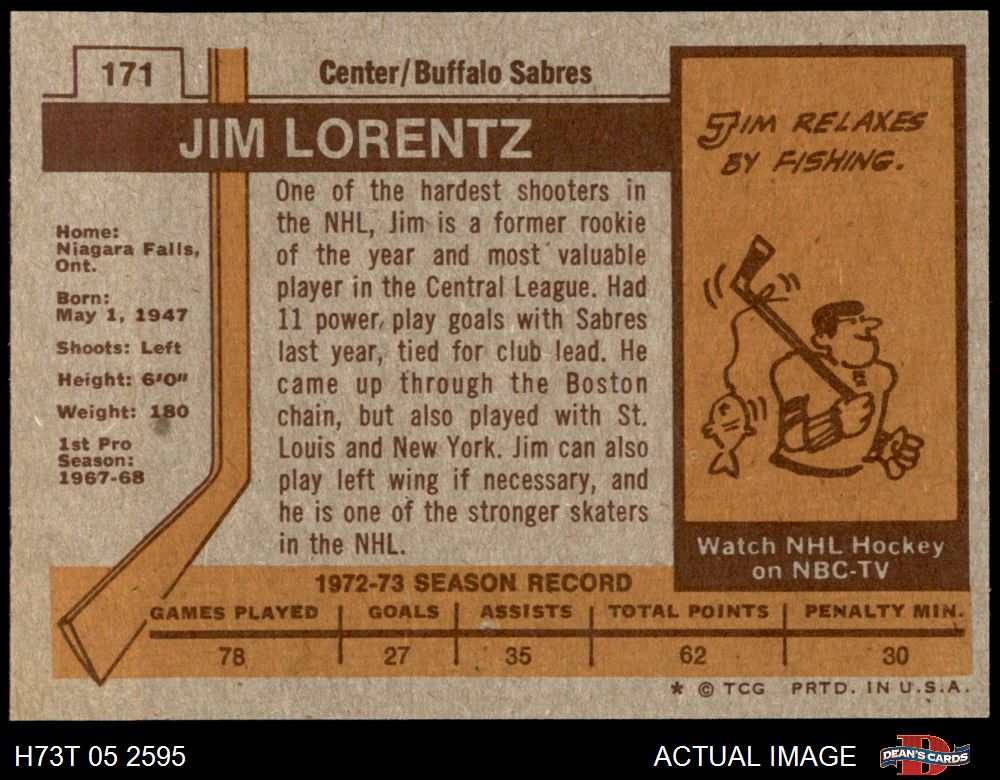 171
Center/Buffalo Sabres
JIM LORENTZ
Home:
Niagara Falls,
Ont.
Born:
May 1, 1947
Shoots: Left
Height: 6'0"
Weight: 180
1st Pro
Season:
1967-68
One of the hardest shooters in
the NHL, Jim is a former rookie
of the year and most valuable
player in the Central League. Had
11 power play goals with Sabres
last year, tied for club lead. He
came up through the Boston
chain, but also played with St.
Louis and New York. Jim can also
play left wing if necessary, and
he is one of the stronger skaters
in the NHL.
JIM RELAXES
BY FISHING.
Watch NHL Hockey
on NBC-TV
1972-73 SEASON RECORD
GAMES PLAYED GOALS ASSISTS TOTAL POINTS PENALTY MIN.
78 27 35 62 30
* © TCG PRTD. IN U.S.A.
H73T 05 2595 ACTUAL IMAGE DEAN'S CARDS